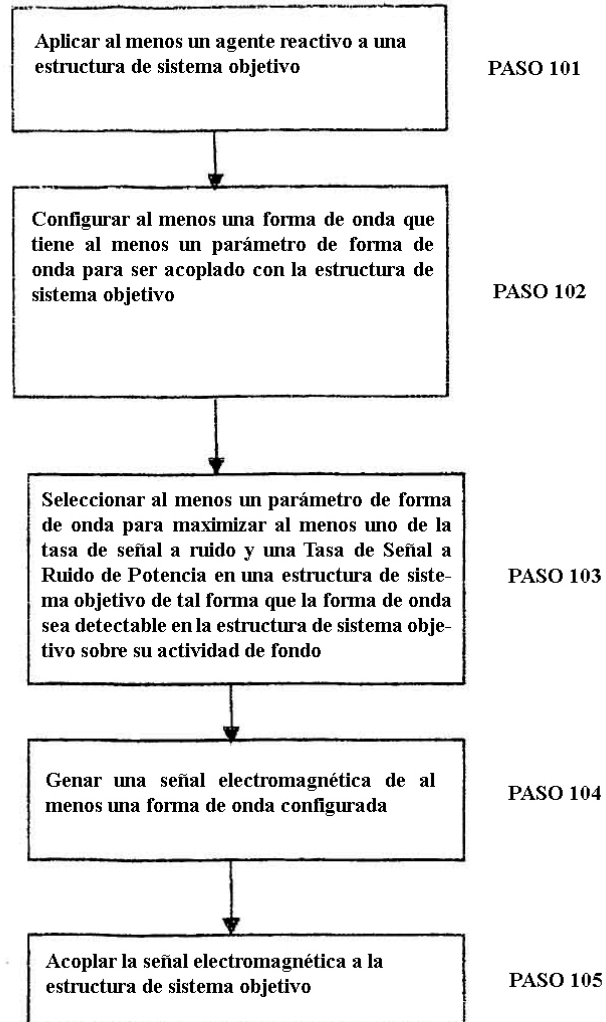 Aplicar al menos un agente reactivo a una
estructura de sistema objetivo
PASO 101
Configurar al menos una forma de onda que
tiene al menos un parámetro de forma de
onda para ser acoplado con la estructura de
sistema objetivo
PASO 102
Seleccionar al menos un parámetro de forma
de onda para maximizar al menos uno de la
tasa de señal a ruido y una Tasa de Señal a
Ruido de Potencia en una estructura de siste-
ma objetivo de tal forma que la forma de onda
sea detectable en la estructura de sistema obje-
tivo sobre su actividad de fondo
PASO 103
Genar una señal electromagnética de al
menos una forma de onda configurada
PASO 104
Acoplar la señal electromagnética a la
estructura de sistema objetivo
PASO 105